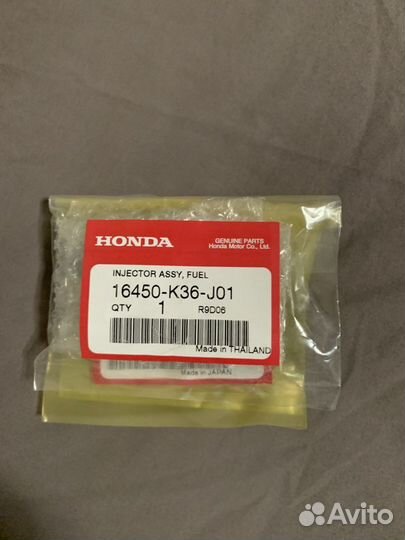 HONDA
GENUINE PARTS
Honda Motor Co., Ltd.
INJECTOR ASSY, FUEL
16450-K36-J01
QTY 1 R9D06
Made in THAILAND
Made in JAPAN
Avito